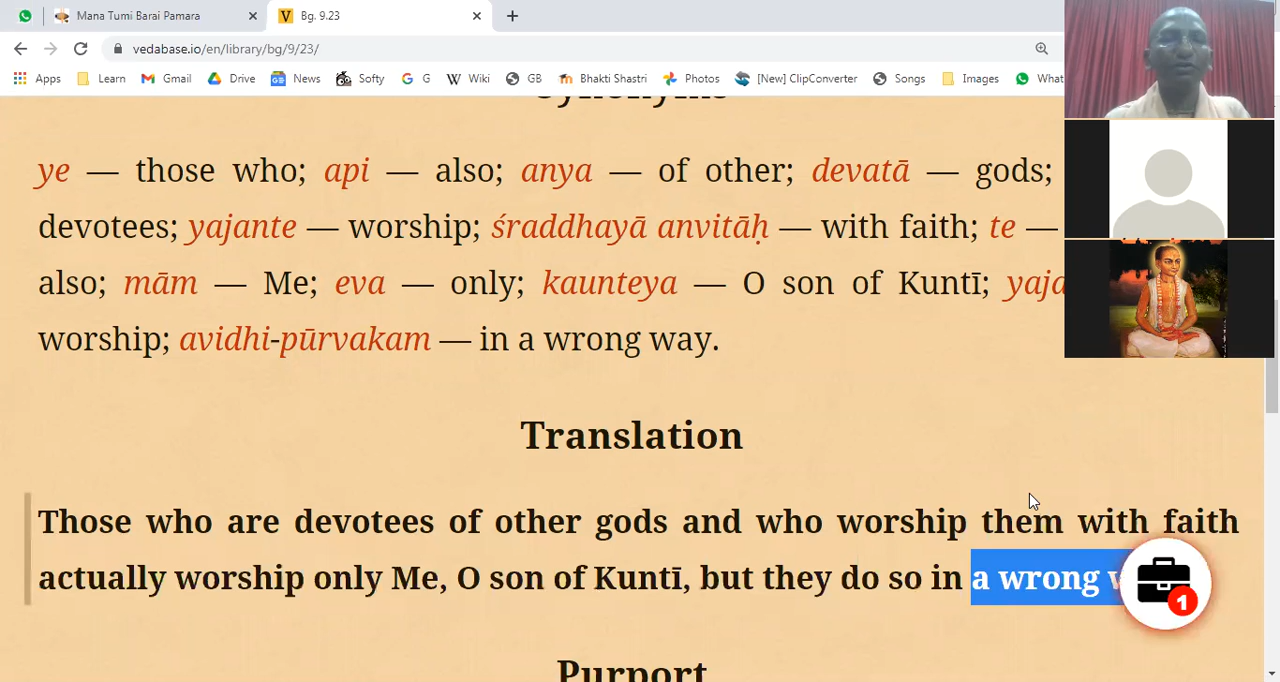 Mana Tumi Barai Pamara
Bg. 9.23
vedabase.io/en/library/bg/9/23/
Apps Learn Gmail Drive News Softy G Wiki GB Bhakti Shastri Photos [New] ClipConverter Songs Images What
Synonyms
ye — those who; api — also; anya — of other; devatā — gods;
devotees; yajante — worship; śraddhayā anvitāḥ — with faith; te —
also; mām — Me; eva — only; kaunteya — O son of Kuntī; yaja
worship; avidhi-pūrvakam — in a wrong way.
Translation
Those who are devotees of other gods and who worship them with faith
actually worship only Me, O son of Kuntī, but they do so in a wrong
1
Purport